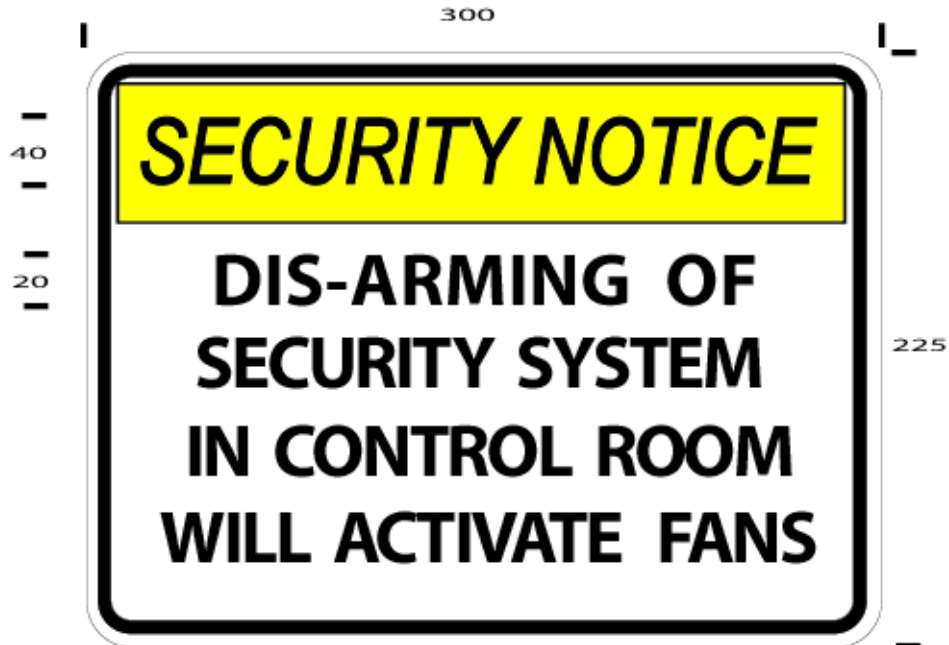 300
SECURITY NOTICE
40
DIS-ARMING OF
20
SECURITY SYSTEM
225
IN CONTROL ROOM
WILL ACTIVATE FANS